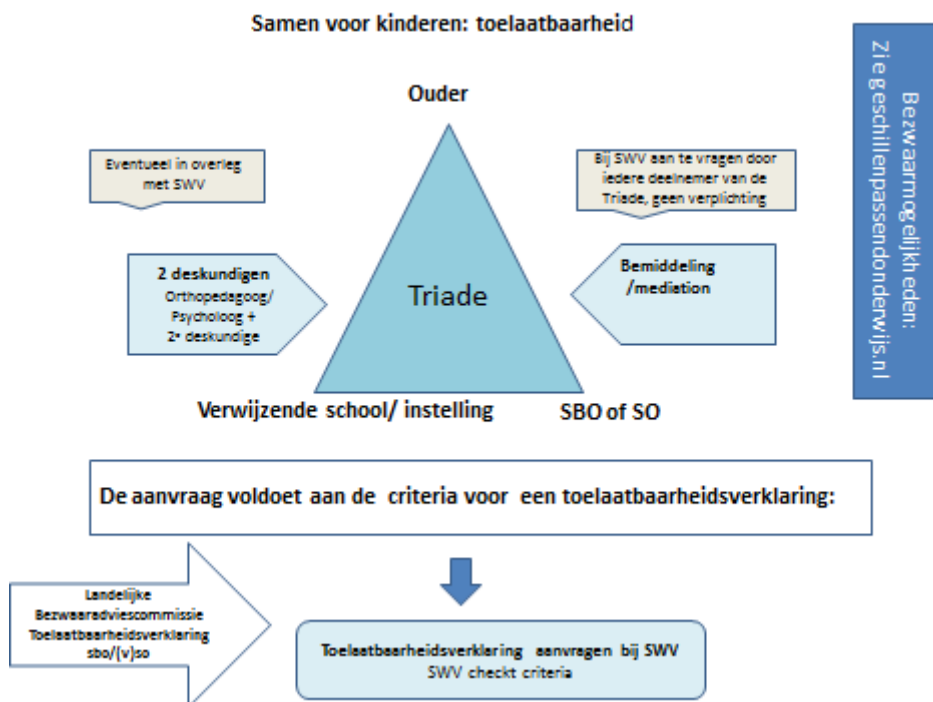 Samen voor kinderen: toelaatbaarheid
Ouder
Eventueel in overleg
met SWV
Bij SWV aan te vragen door
iedere deelnemer van de
Triade, geen verplichting
2 deskundigen
Orthopedagoog/
Psycholoog +
2e deskundige
Triade
Bemiddeling
/mediation
Verwijzende school/ instelling
SBO of SO
Bezwaarmogelijkheden:
Zie geschillenpassendonderwijs.nl
De aanvraag voldoet aan de criteria voor een toelaatbaarheidsverklaring:
Landelijke
Bezwaaradviescommissie
Toelaatbaarheidsverklaring
sbo/(v)so
Toelaatbaarheidsverklaring aanvragen bij SWV
SWV checkt criteria